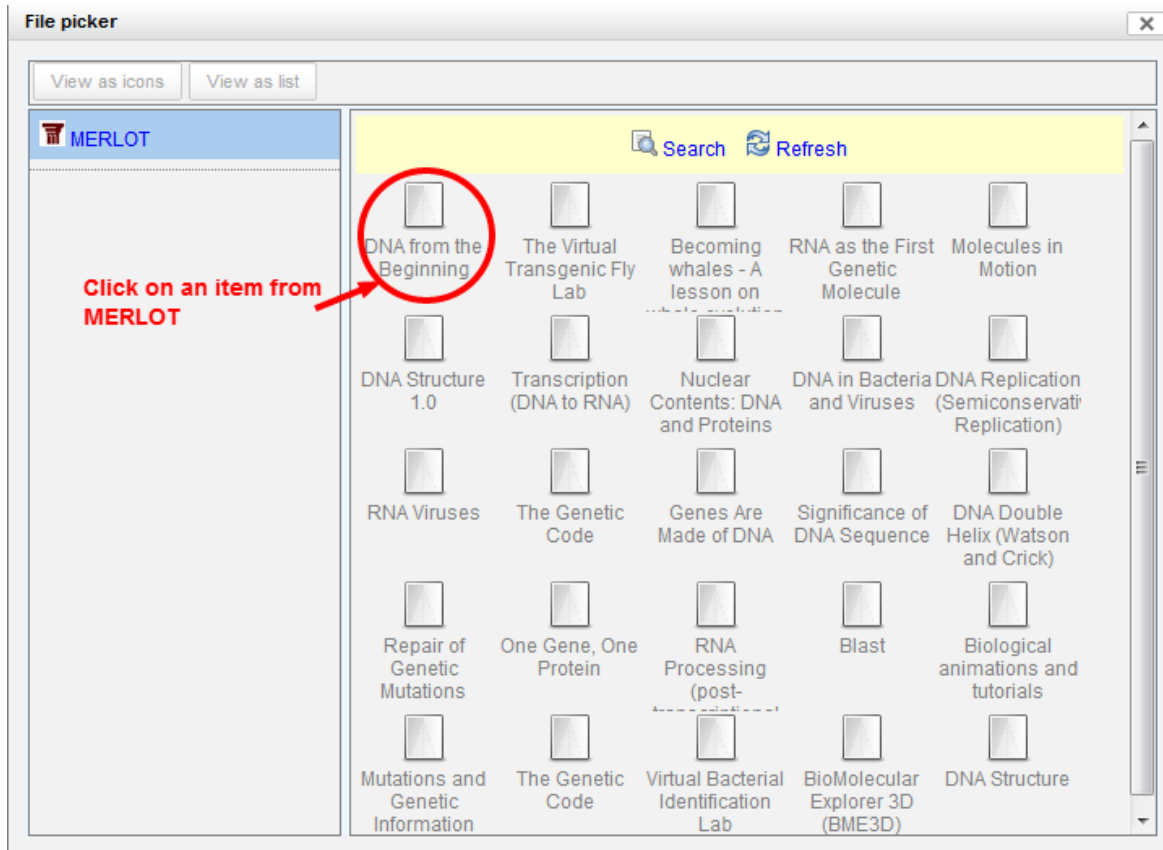 File picker
View as icons View as list
MERLOT
Search Refresh
Click on an item from
MERLOT
DNA from the
Beginning
The Virtual
Transgenic Fly
Lab
Becoming
whales - A
lesson on
whale evolution
RNA as the First
Genetic
Molecule
Molecules in
Motion
DNA Structure
1.0
Transcription
(DNA to RNA)
Nuclear
Contents: DNA
and Proteins
DNA in Bacteria
and Viruses
DNA Replication
(Semiconservati
Replication)
RNA Viruses
The Genetic
Code
Genes Are
Made of DNA
Significance of
DNA Sequence
DNA Double
Helix (Watson
and Crick)
Repair of
Genetic
Mutations
One Gene, One
Protein
RNA
Processing
(post-
transcriptional
Blast
Biological
animations and
tutorials
Mutations and
Genetic
Information
The Genetic
Code
Virtual Bacterial
Identification
Lab
BioMolecular
Explorer 3D
(BME3D)
DNA Structure